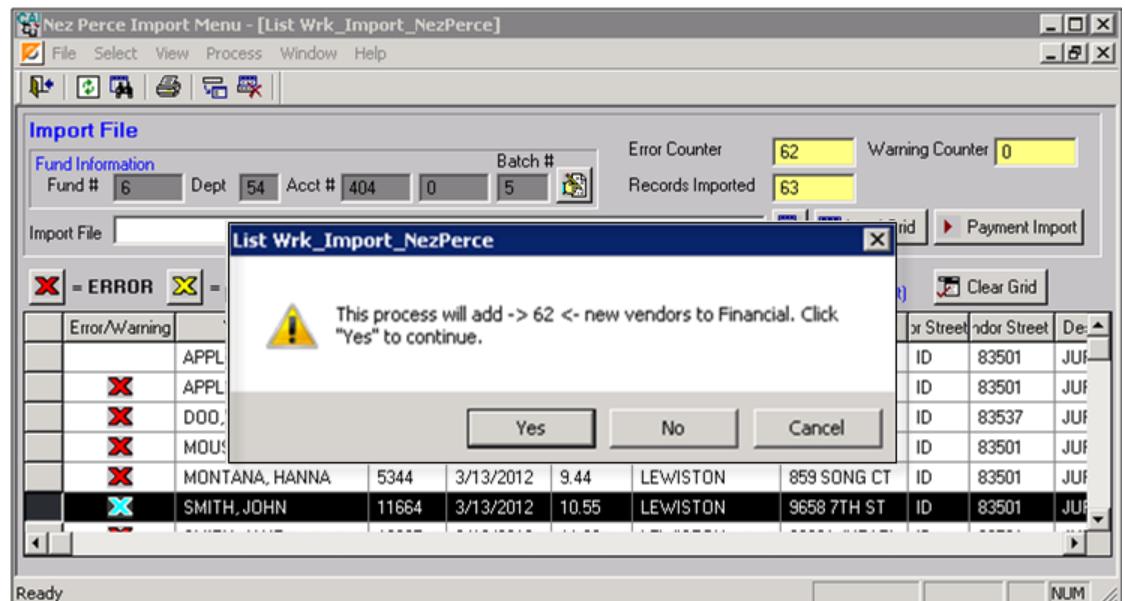 Nez Perce Import Menu - [List Wrk_Import_NezPerce]
File Select View Process Window Help
Import File
Fund Information
Batch #
Error Counter 62 Warning Counter 0
Fund # 6 Dept 54 Acct # 404 0 5
Records Imported 63
Import File
Payment Import
List Wrk_Import_NezPerce
= ERROR =
Clear Grid
This process will add -> 62 <- new vendors to Financial. Click
"Yes" to continue.
Yes No Cancel
Error/Warning
APPL ID 83501
APPL ID 83501
DOO, ID 83537
MOUS ID 83501
MONTANA, HANNA 5344 3/13/2012 9.44 LEWISTON 859 SONG CT ID 83501
SMITH, JOHN 11664 3/13/2012 10.55 LEWISTON 9658 7TH ST ID 83501
Ready
NUM